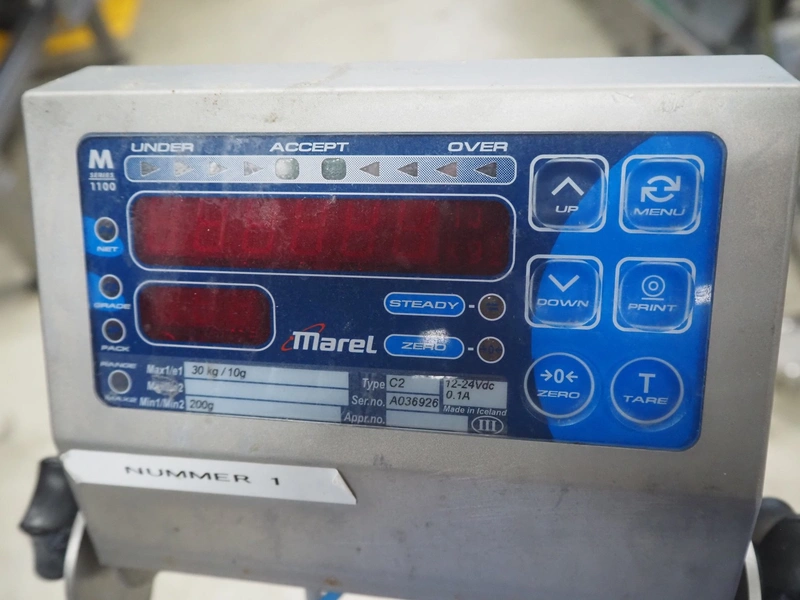 UNDER ACCEPT OVER
M
SERIES
1100
UP
MENU
NET
GRADE
PACK
STEADY
DOWN
PRINT
Marel
ZERO
RANGE
Max1/e1 30 kg / 10g
Type C2 12-24Vdc
0.1A
Ser.no. A036926
Min1/Min2 200g
Made in Iceland
Appr.no.
III
→0←
ZERO
T
TARE
NUMMER 1